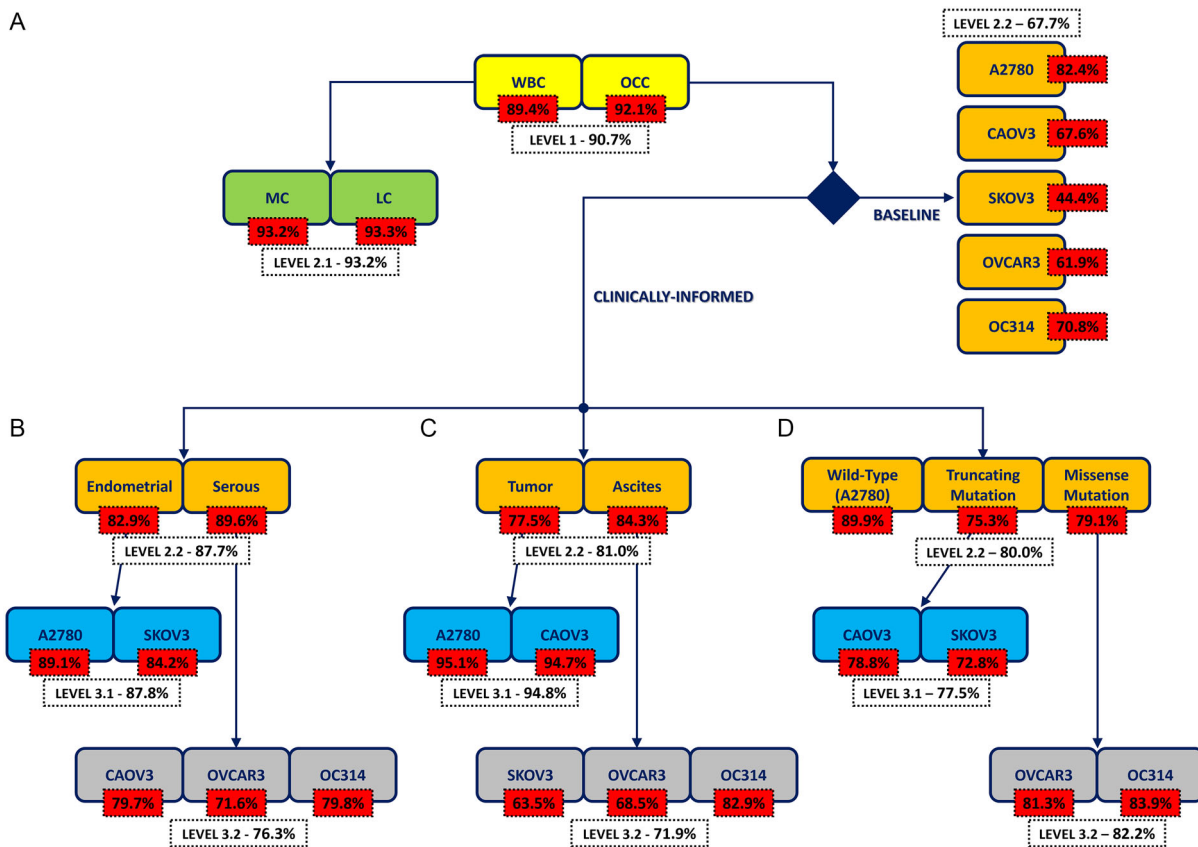 A
LEVEL 2.2 – 67.7%
WBC
OCC
89.4%
92.1%
LEVEL 1 - 90.7%
MC
LC
93.2%
93.3%
LEVEL 2.1 - 93.2%
A2780
82.4%
CAOV3
67.6%
SKOV3
44.4%
OVCAR3
61.9%
OC314
70.8%
BASELINE
CLINICALLY-INFORMED
B
Endometrial
Serous
82.9%
89.6%
LEVEL 2.2 - 87.7%
A2780
SKOV3
89.1%
84.2%
LEVEL 3.1 - 87.8%
CAOV3
OVCAR3
OC314
79.7%
71.6%
79.8%
LEVEL 3.2 - 76.3%
C
Tumor
Ascites
77.5%
84.3%
LEVEL 2.2 - 81.0%
A2780
CAOV3
95.1%
94.7%
LEVEL 3.1 - 94.8%
SKOV3
OVCAR3
OC314
63.5%
68.5%
82.9%
LEVEL 3.2 - 71.9%
D
Wild-Type
(A2780)
Truncating
Mutation
Missense
Mutation
89.9%
75.3%
79.1%
LEVEL 2.2 – 80.0%
CAOV3
SKOV3
78.8%
72.8%
LEVEL 3.1 – 77.5%
OVCAR3
OC314
81.3%
83.9%
LEVEL 3.2 – 82.2%